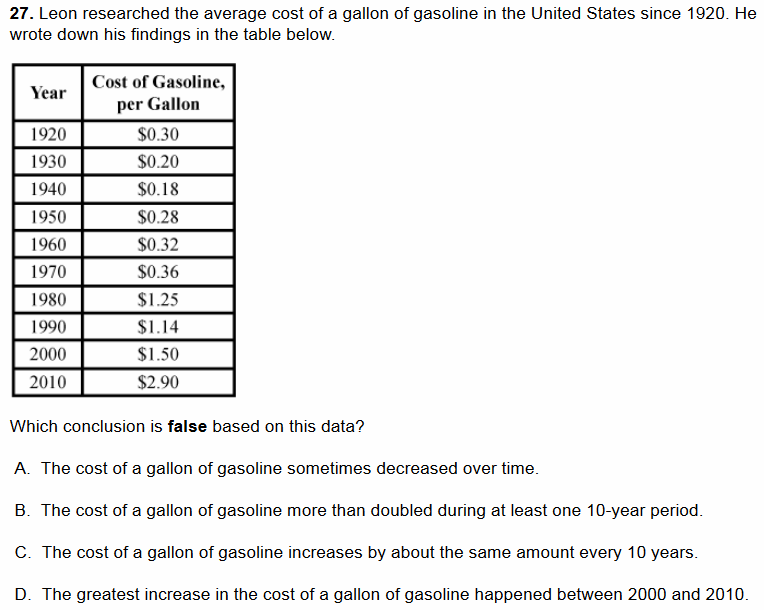 27. Leon researched the average cost of a gallon of gasoline in the United States since 1920. He
wrote down his findings in the table below.
Year Cost of Gasoline,
per Gallon
1920 $0.30
1930 $0.20
1940 $0.18
1950 $0.28
1960 $0.32
1970 $0.36
1980 $1.25
1990 $1.14
2000 $1.50
2010 $2.90
Which conclusion is false based on this data?
A. The cost of a gallon of gasoline sometimes decreased over time.
B. The cost of a gallon of gasoline more than doubled during at least one 10-year period.
C. The cost of a gallon of gasoline increases by about the same amount every 10 years.
D. The greatest increase in the cost of a gallon of gasoline happened between 2000 and 2010.